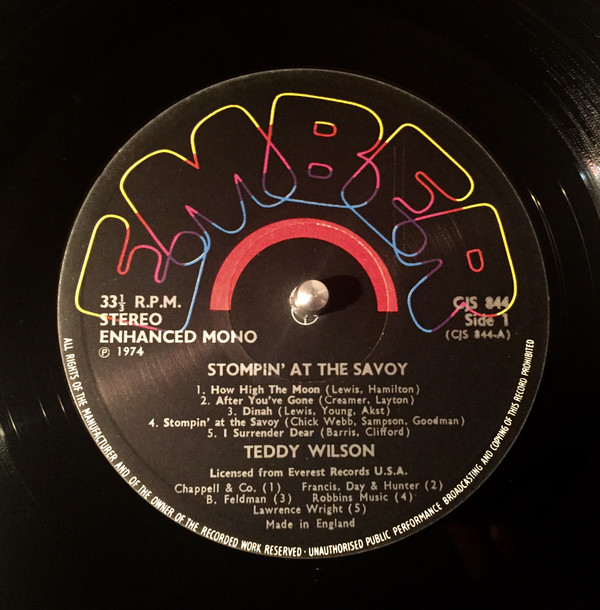 EMBER
33⅓ R.P.M.
STEREO
ENHANCED MONO
℗ 1974
CJS 844
Side 1
(CJS 844-A)
STOMPIN' AT THE SAVOY
1. How High The Moon (Lewis, Hamilton)
2. After You've Gone (Creamer, Layton)
3. Dinah (Lewis, Young, Akst)
4. Stompin' at the Savoy (Chick Webb, Sampson, Goodman)
5. I Surrender Dear (Barris, Clifford)
TEDDY WILSON
Licensed from Everest Records U.S.A.
Chappell & Co. (1) Francis, Day & Hunter (2)
B. Feldman (3) Robbins Music (4)
Lawrence Wright (5)
Made in England
ALL RIGHTS OF THE MANUFACTURER AND OF THE OWNER OF THE RECORDED WORK RESERVED · UNAUTHORISED PUBLIC PERFORMANCE BROADCASTING AND COPYING OF THIS RECORD PROHIBITED